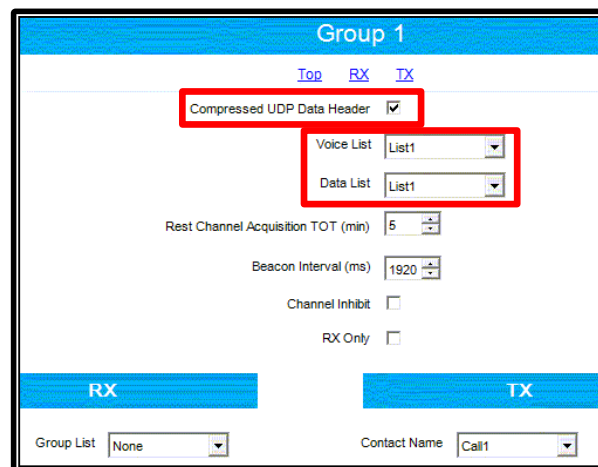 Group 1
Top RX TX
Compressed UDP Data Header
Voice List List1
Data List List1
Rest Channel Acquisition TOT (min) 5
Beacon Interval (ms) 1920
Channel Inhibit
RX Only
RX TX
Group List None Contact Name Call1